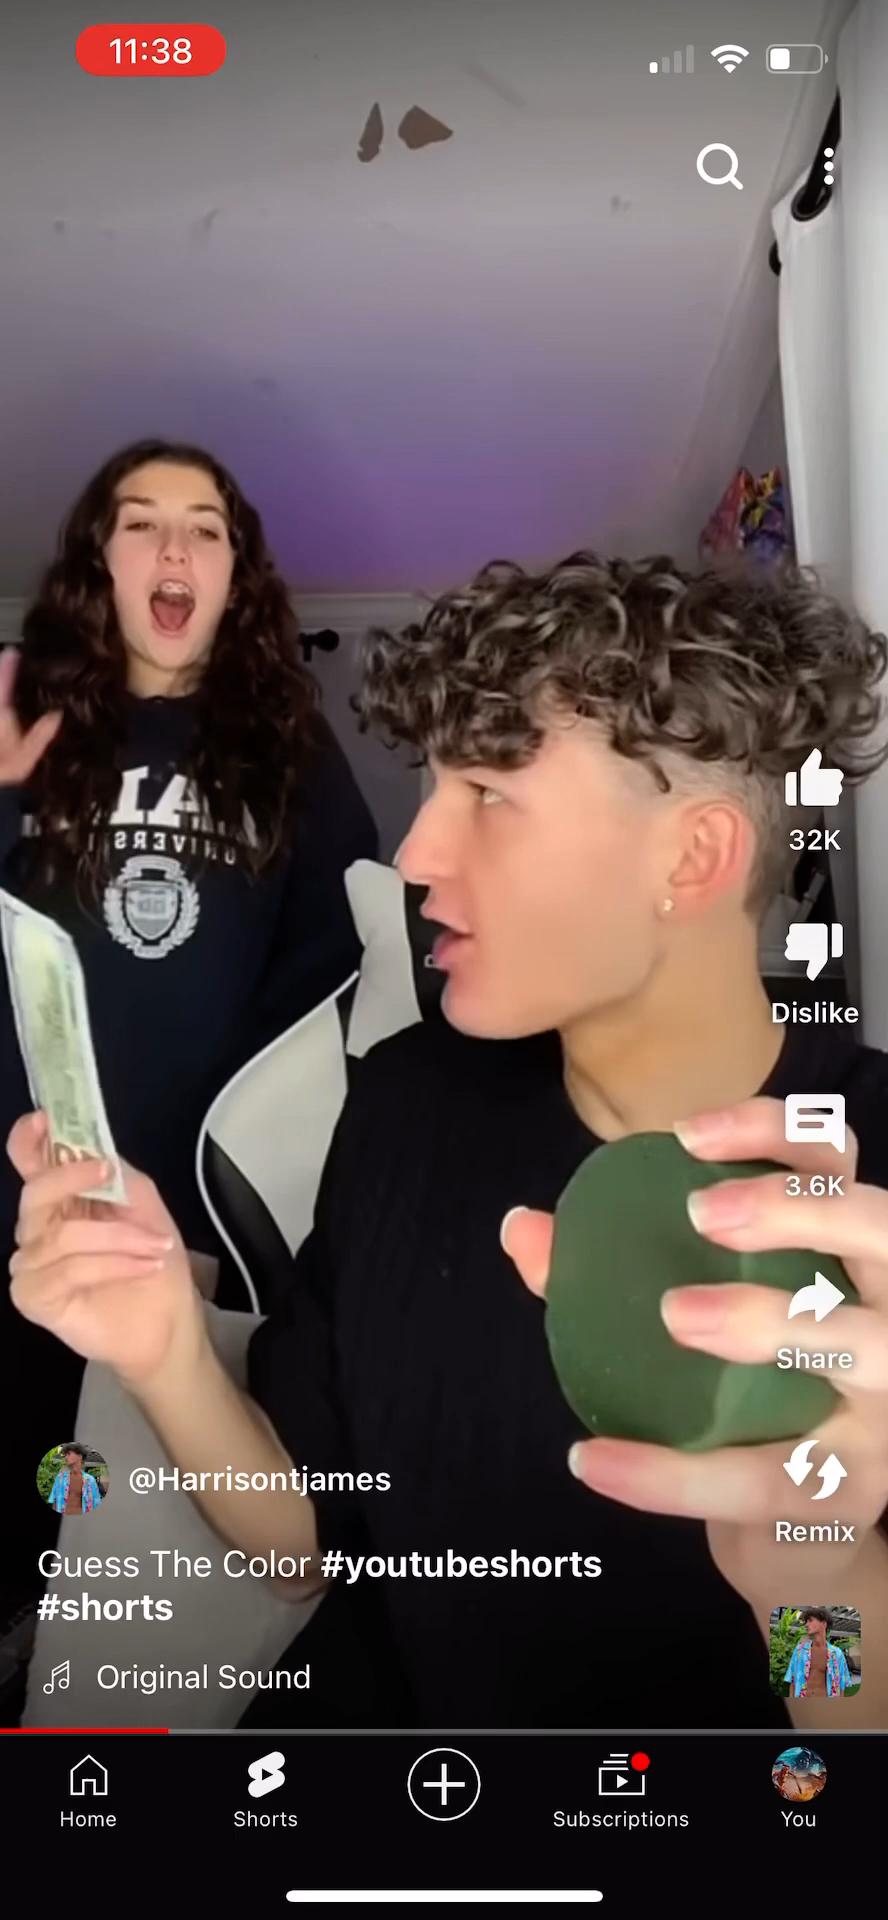 11:38
32K
Dislike
3.6K
Share
@Harrisontjames
Remix
Guess The Color #youtubeshorts
#shorts
Original Sound
Home
Shorts
Subscriptions
You